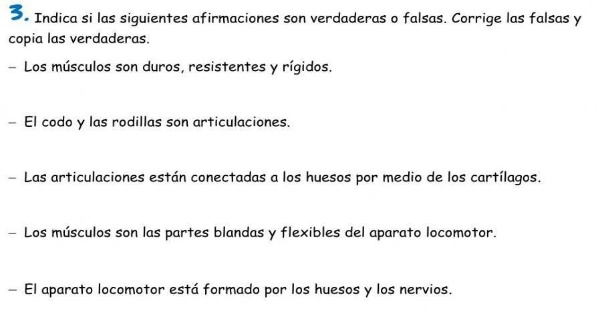 3. Indica si las siguientes afirmaciones son verdaderas o falsas. Corrige las falsas y
copia las verdaderas.
- Los músculos son duros, resistentes y rígidos.
- El codo y las rodillas son articulaciones.
- Las articulaciones están conectadas a los huesos por medio de los cartílagos.
- Los músculos son las partes blandas y flexibles del aparato locomotor.
- El aparato locomotor está formado por los huesos y los nervios.